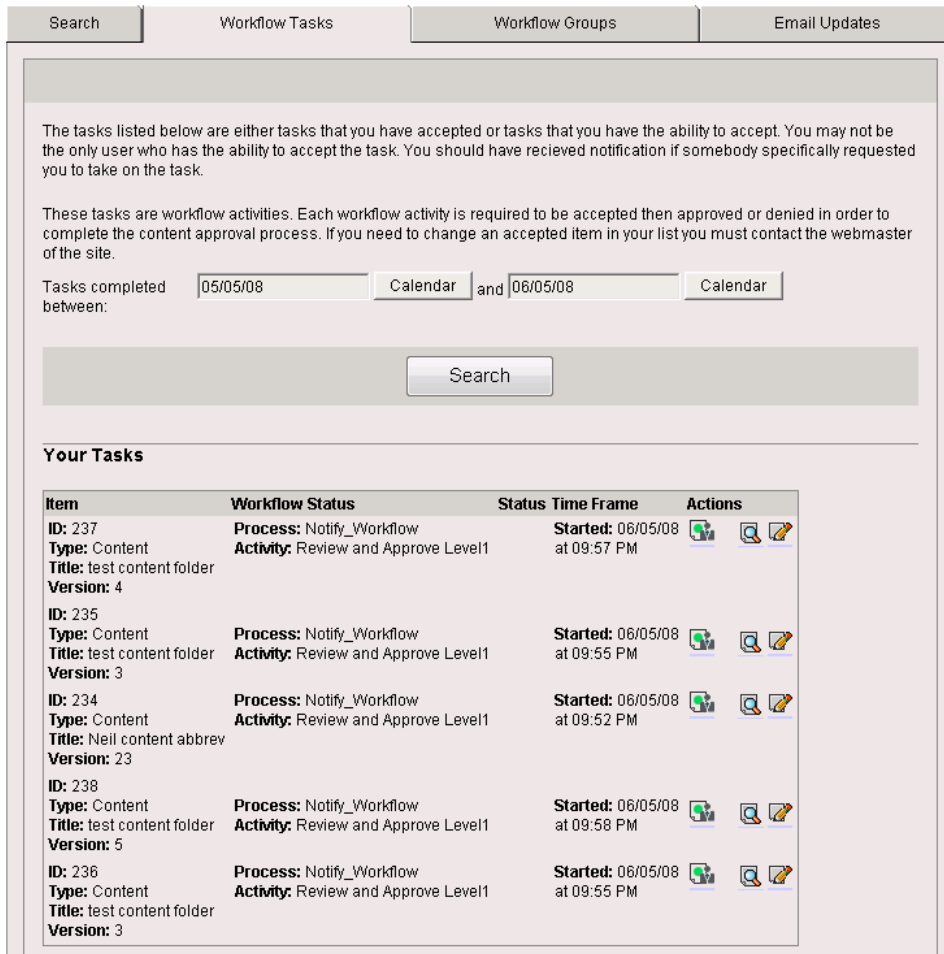 Search Workflow Tasks Workflow Groups Email Updates
The tasks listed below are either tasks that you have accepted or tasks that you have the ability to accept. You may not be
the only user who has the ability to accept the task. You should have recieved notification if somebody specifically requested
you to take on the task.
These tasks are workflow activities. Each workflow activity is required to be accepted then approved or denied in order to
complete the content approval process. If you need to change an accepted item in your list you must contact the webmaster
of the site.
Tasks completed between: 05/05/08 Calendar and 06/05/08 Calendar
Search
Your Tasks
Item Workflow Status Status Time Frame Actions
ID: 237 Process: Notify_Workflow Started: 06/05/08
Type: Content Activity: Review and Approve Level1 at 09:57 PM
Title: test content folder
Version: 4
ID: 235
Type: Content Process: Notify_Workflow Started: 06/05/08
Title: test content folder Activity: Review and Approve Level1 at 09:55 PM
Version: 3
ID: 234 Process: Notify_Workflow Started: 06/05/08
Type: Content Activity: Review and Approve Level1 at 09:52 PM
Title: Neil content abbrev
Version: 23
ID: 238
Type: Content Process: Notify_Workflow Started: 06/05/08
Title: test content folder Activity: Review and Approve Level1 at 09:58 PM
Version: 5
ID: 236 Process: Notify_Workflow Started: 06/05/08
Type: Content Activity: Review and Approve Level1 at 09:55 PM
Title: test content folder
Version: 3